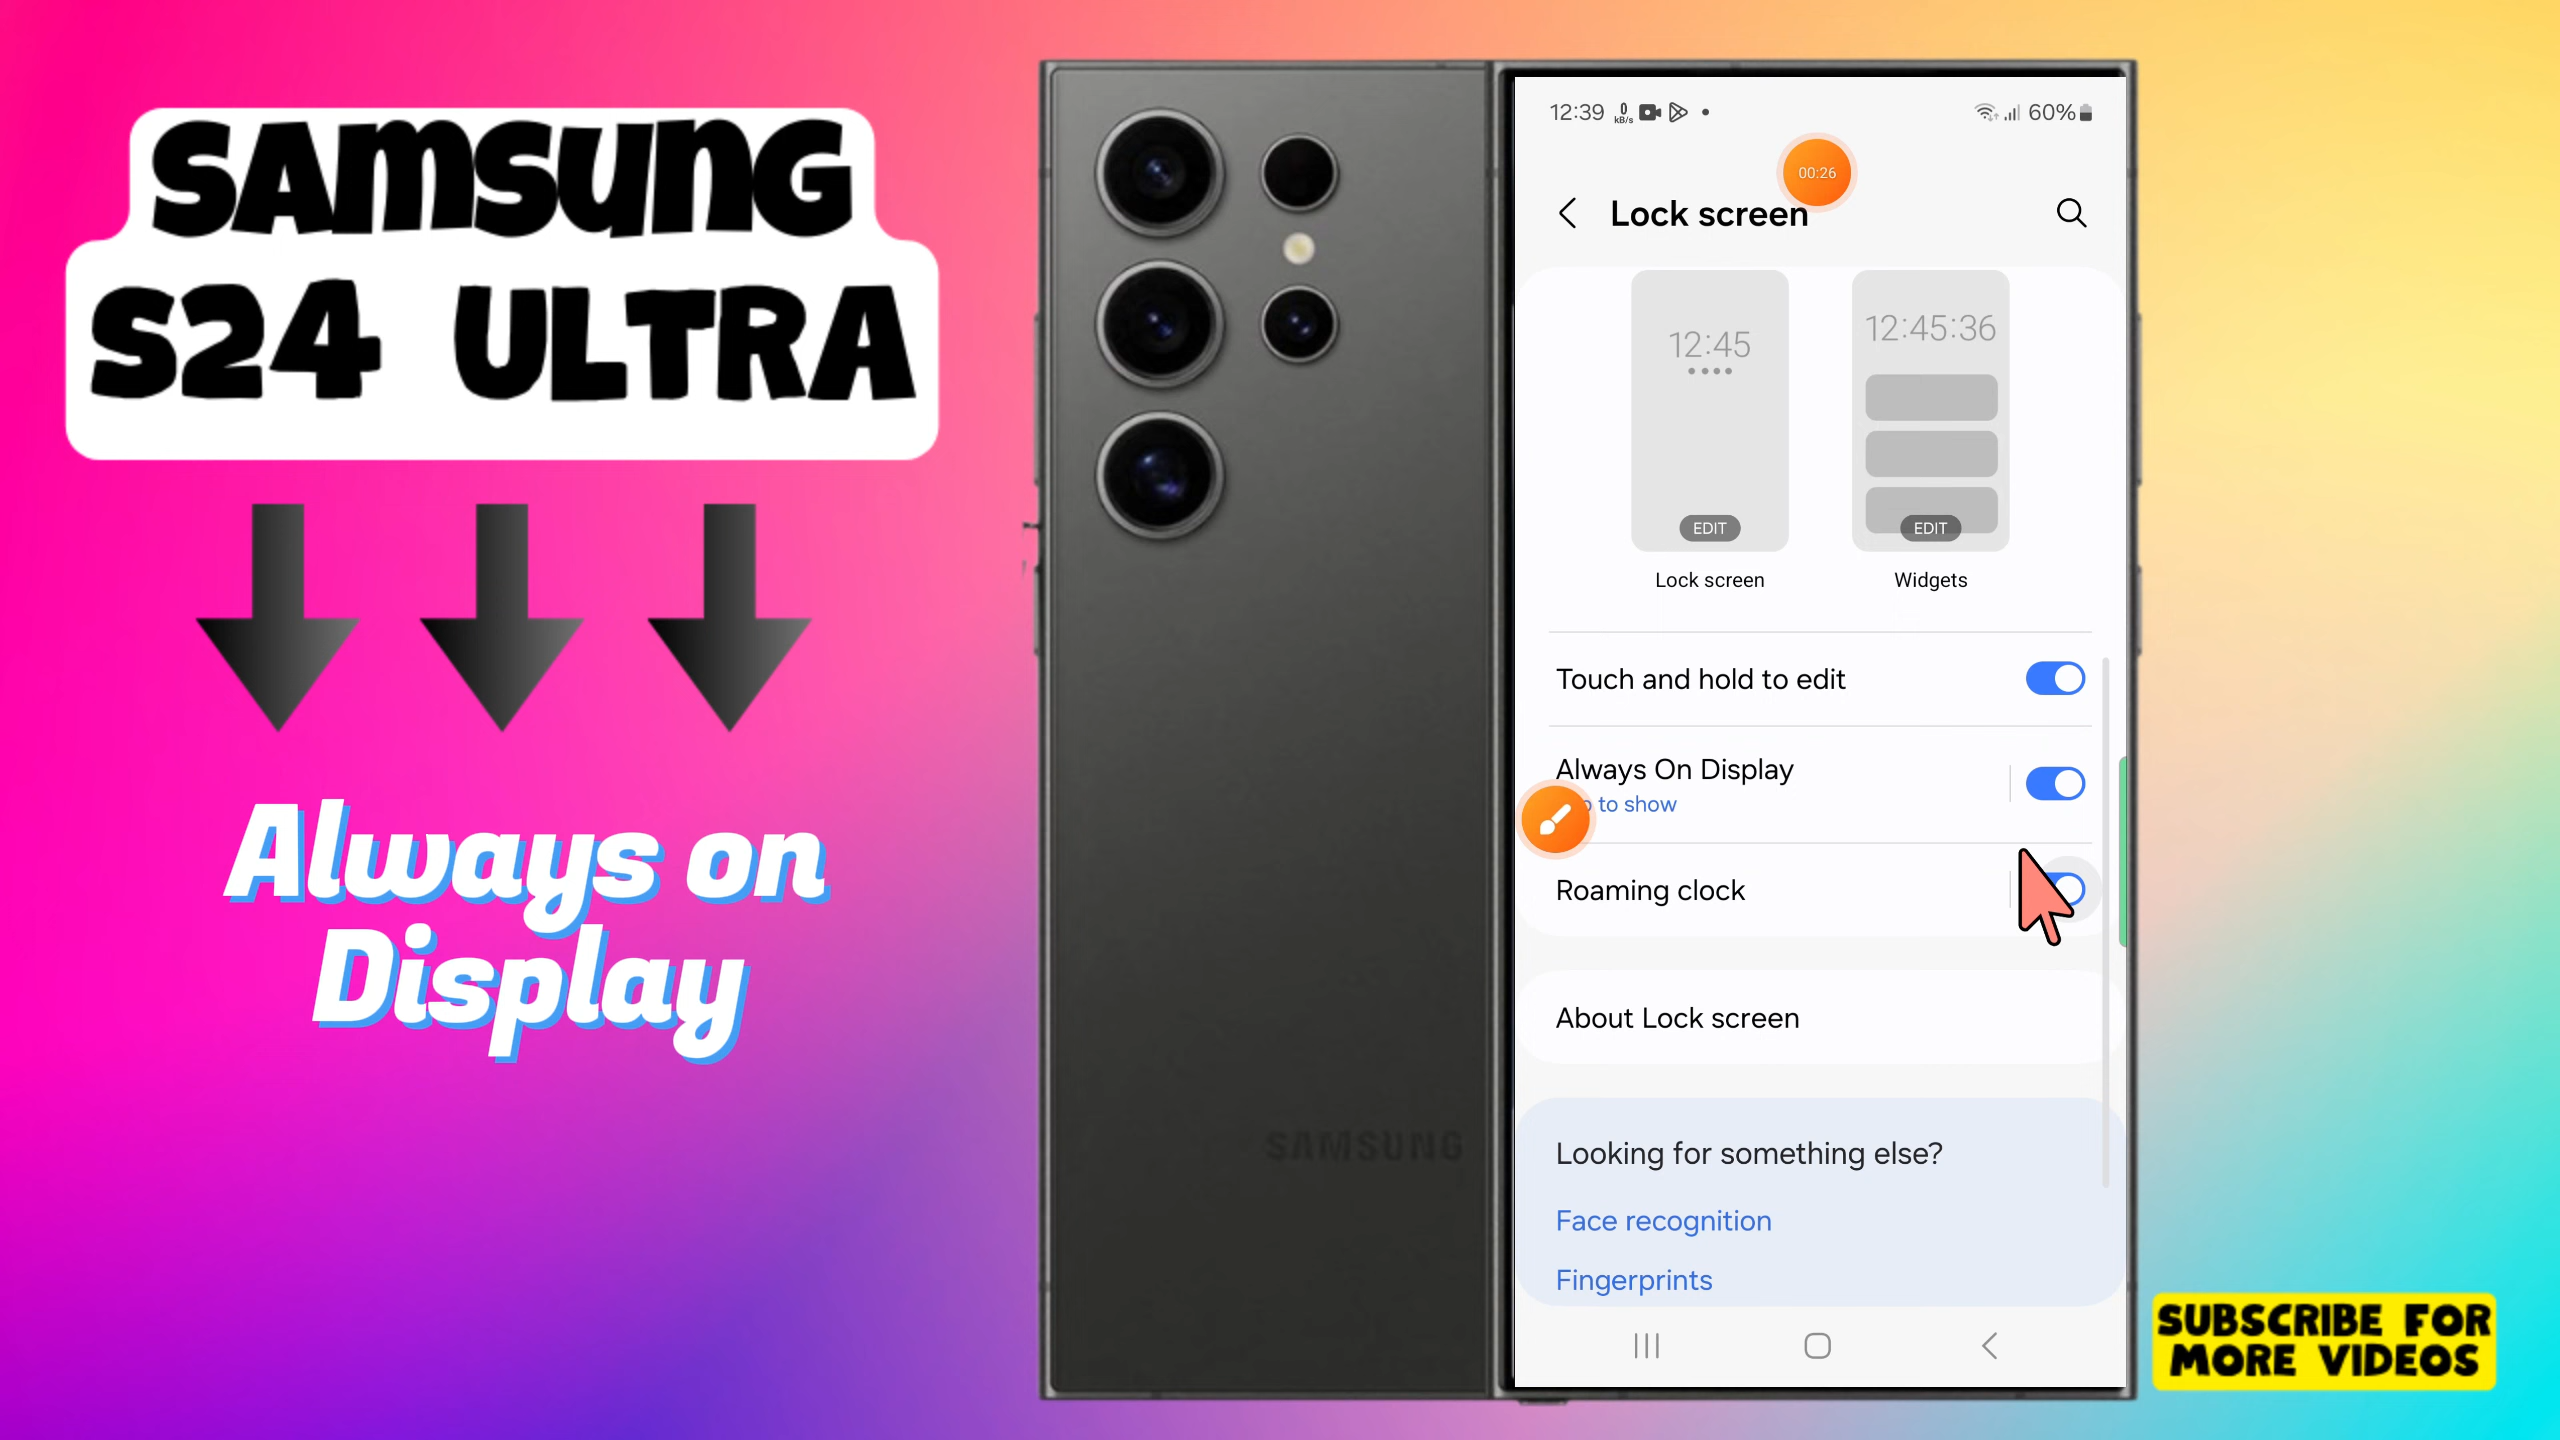 SAMSUNG
S24 ULTRA
Always on
Display
SAMSUNG
12:39 0 kB/s 60%
00:26
Lock screen
12:45
12:45:36
EDIT
EDIT
Lock screen
Widgets
Touch and hold to edit
Always On Display
to show
Roaming clock
About Lock screen
Looking for something else?
Face recognition
Fingerprints
SUBSCRIBE FOR
MORE VIDEOS